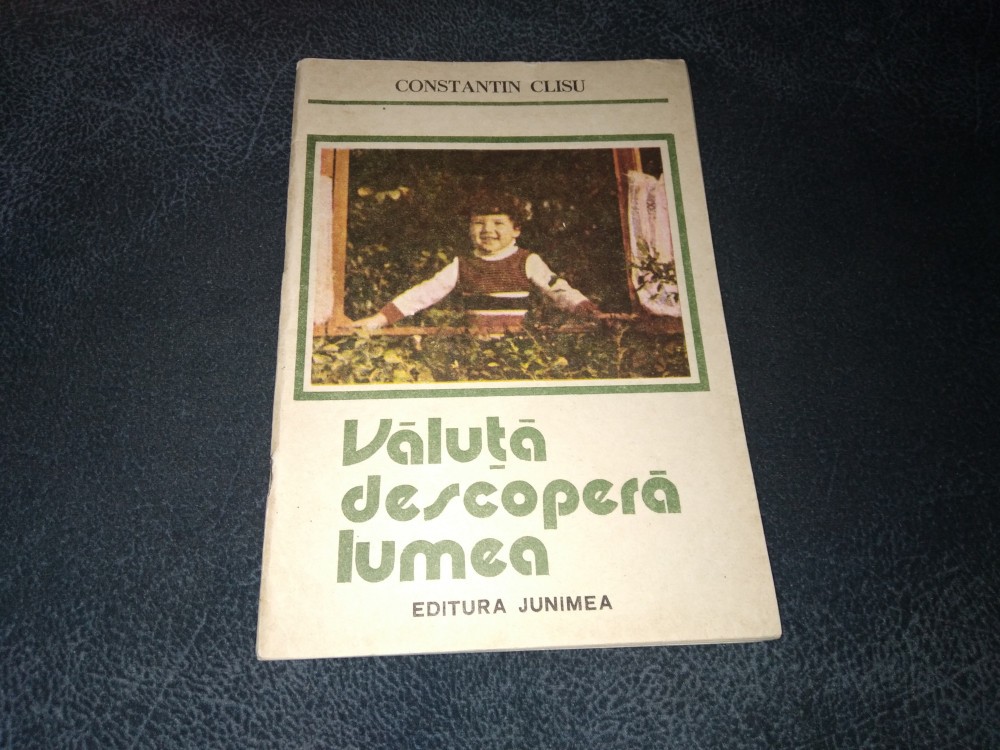 CONSTANTIN CLISU
Văluță
descoperă
lumea
EDITURA JUNIMEA